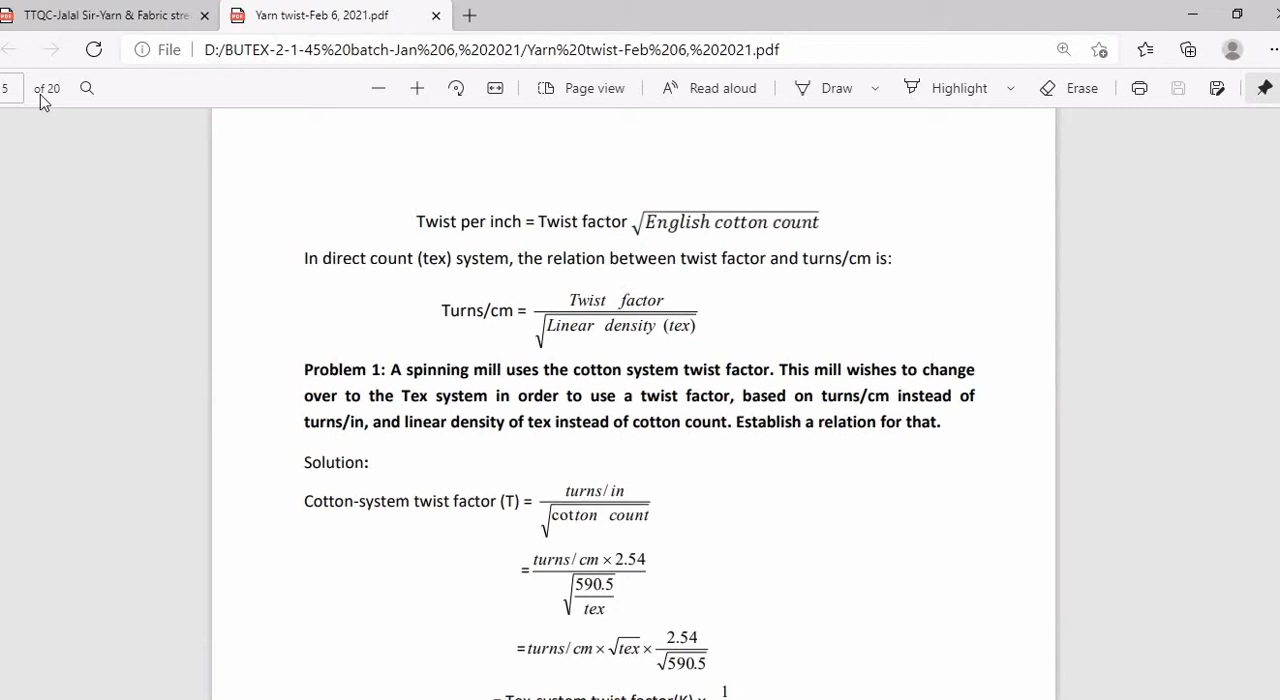 TTQC-Jalal Sir-Yarn & Fabric stre
Yarn twist-Feb 6, 2021.pdf
File D:/BUTEX-2-1-45%20batch-Jan%206,%202021/Yarn%20twist-Feb%206,%202021.pdf
5 of 20 Page view Read aloud Draw Highlight Erase
Twist per inch = Twist factor √English cotton count
In direct count (tex) system, the relation between twist factor and turns/cm is:
Turns/cm = Twist factor / √Linear density (tex)
Problem 1: A spinning mill uses the cotton system twist factor. This mill wishes to change
over to the Tex system in order to use a twist factor, based on turns/cm instead of
turns/in, and linear density of tex instead of cotton count. Establish a relation for that.
Solution:
Cotton-system twist factor (T) = turns/in / √cotton count
= turns/cm × 2.54 / √(590.5 / tex)
= turns/cm × √tex × 2.54 / √590.5
= Tex-system twist factor(K) × 1